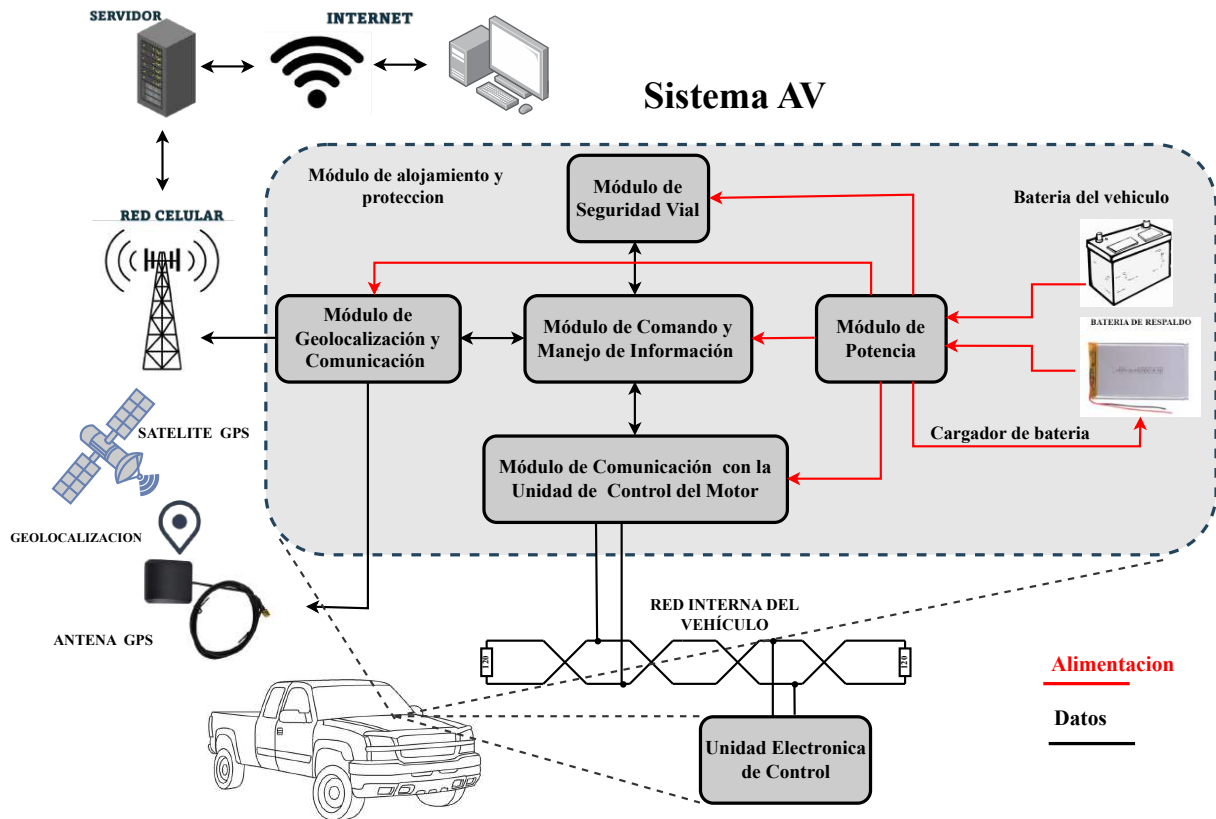 SERVIDOR
INTERNET
Sistema AV
Módulo de alojamiento y
proteccion
Módulo de
Seguridad Vial
Bateria del vehiculo
RED CELULAR
Módulo de
Geolocalización y
Comunicación
Módulo de Comando y
Manejo de Información
Módulo de
Potencia
BATERIA DE RESPALDO
SATELITE GPS
Cargador de bateria
Módulo de Comunicación con la
Unidad de Control del Motor
GEOLOCALIZACION
ANTENA GPS
RED INTERNA DEL
VEHÍCULO
120
120
Alimentacion
Datos
Unidad Electronica
de Control